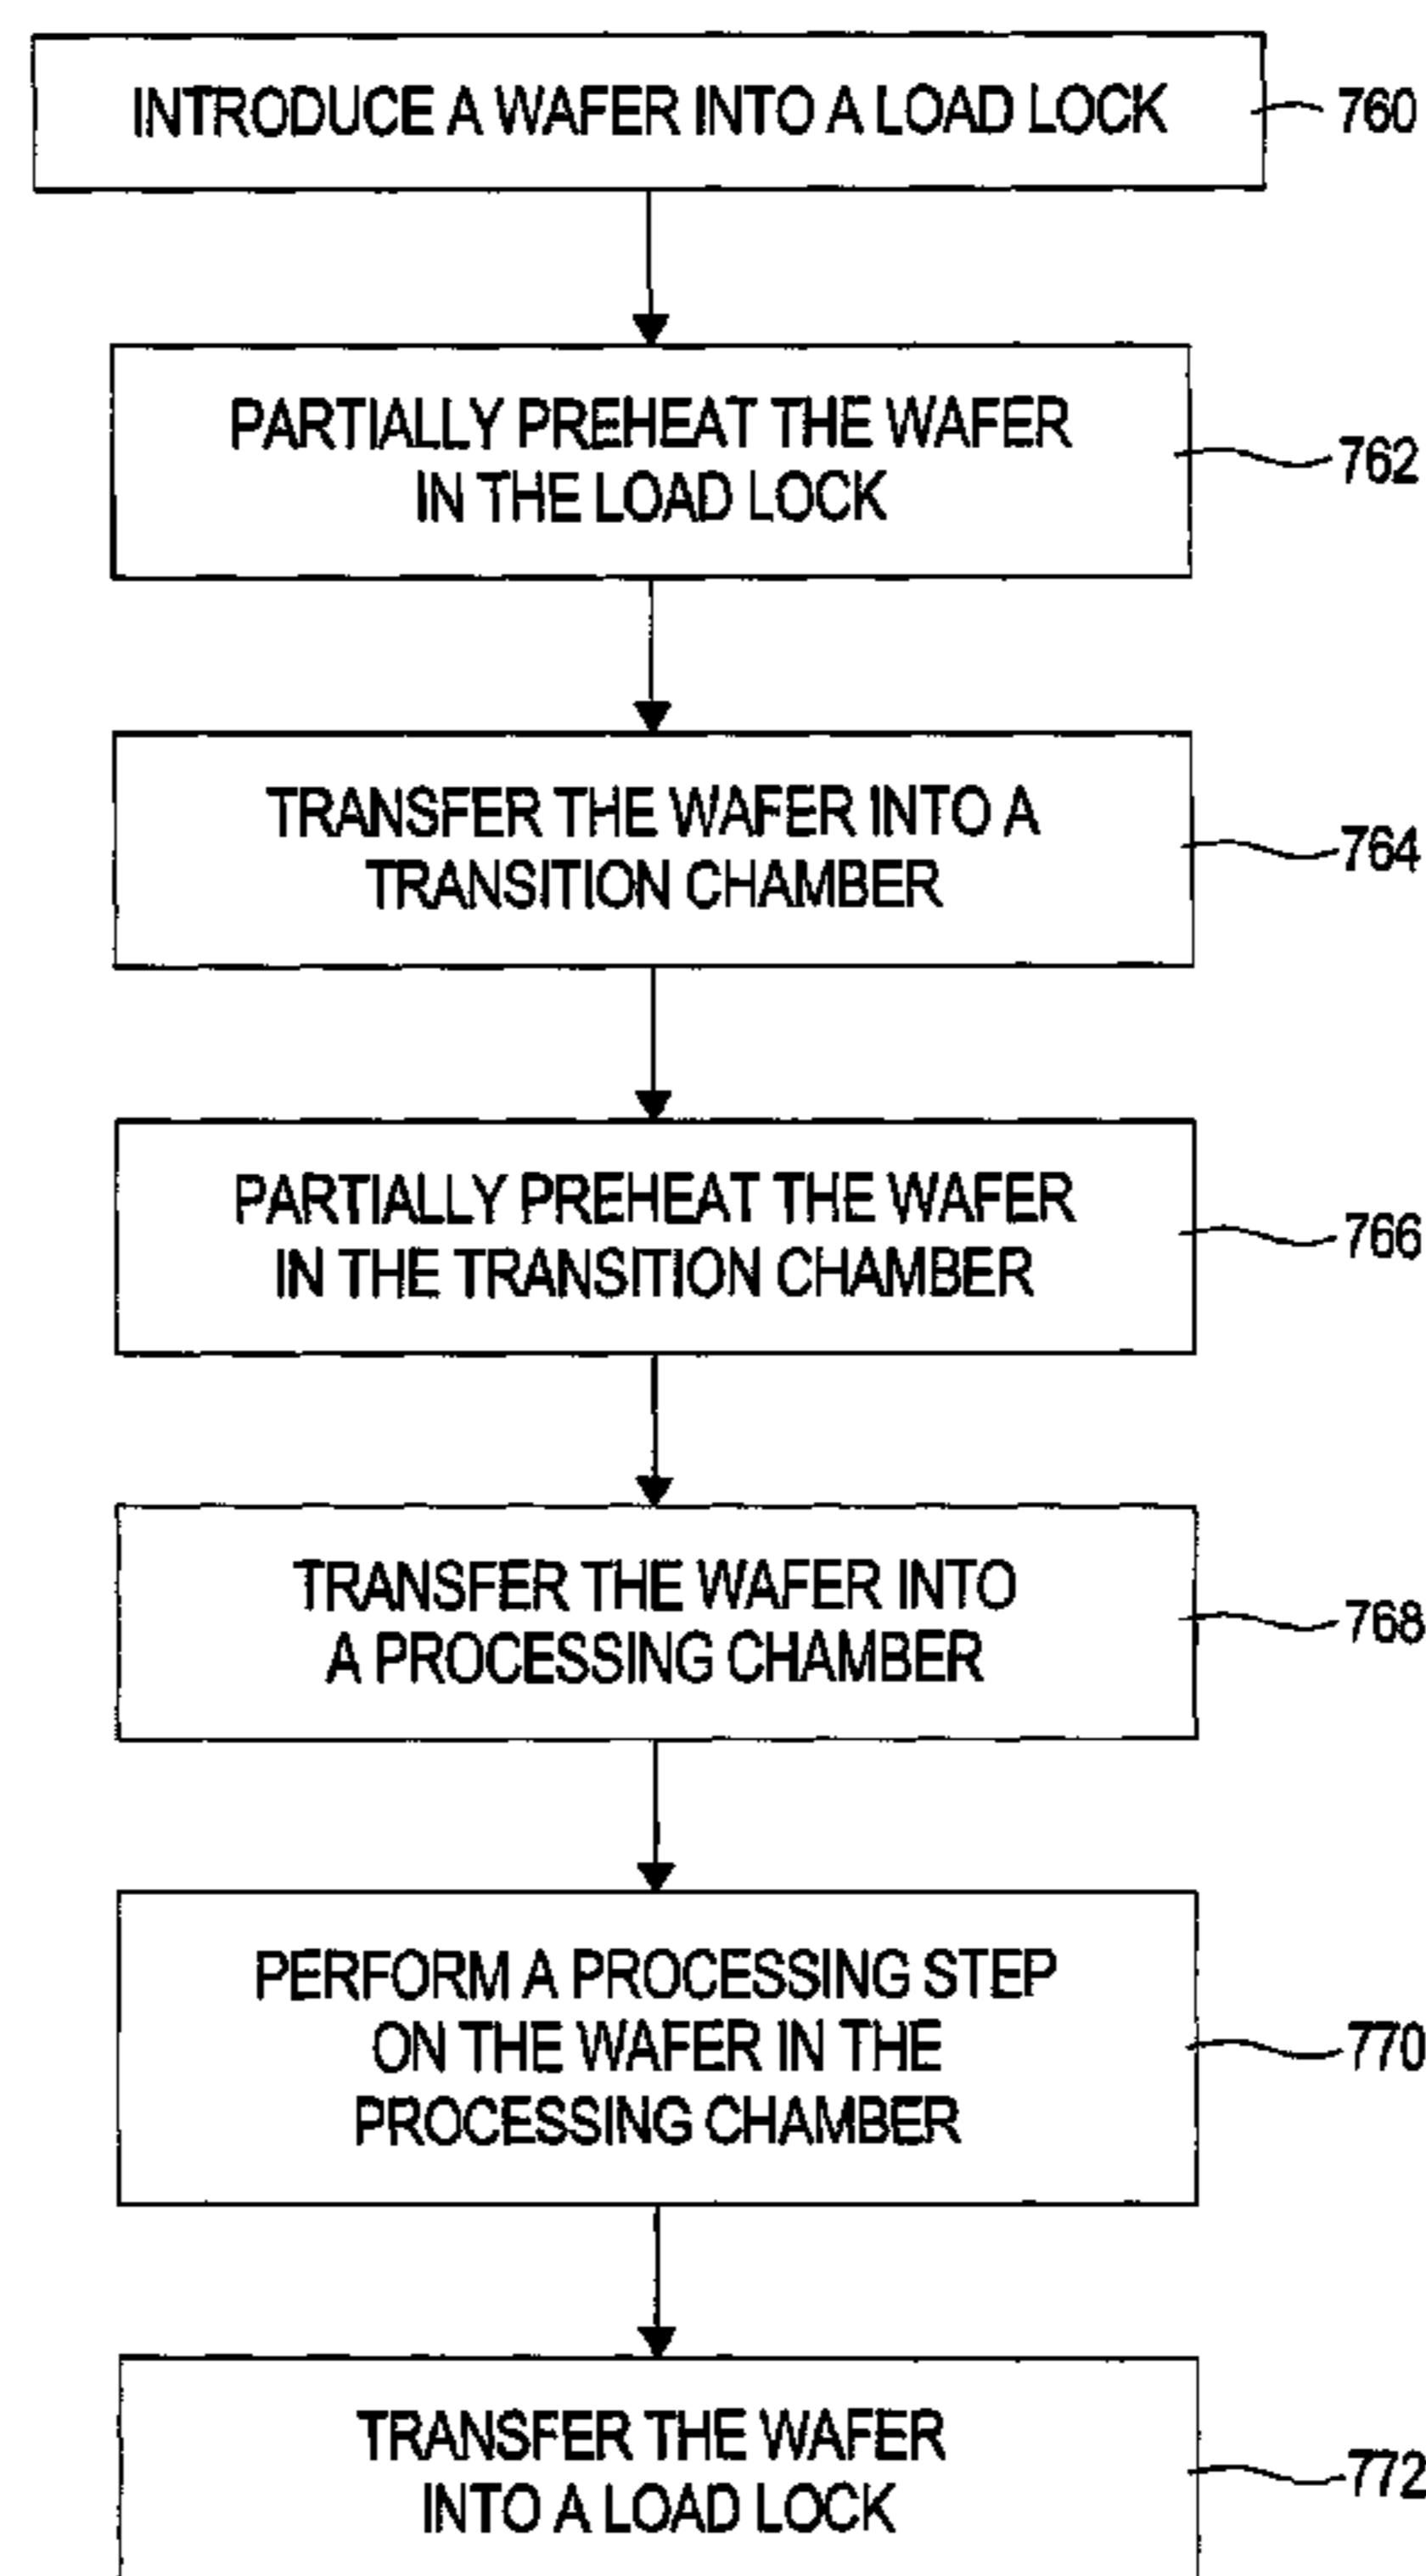 INTRODUCE A WAFER INTO A LOAD LOCK
760
PARTIALLY PREHEAT THE WAFER
IN THE LOAD LOCK
762
TRANSFER THE WAFER INTO A
TRANSITION CHAMBER
764
PARTIALLY PREHEAT THE WAFER
IN THE TRANSITION CHAMBER
766
TRANSFER THE WAFER INTO
A PROCESSING CHAMBER
768
PERFORM A PROCESSING STEP
ON THE WAFER IN THE
PROCESSING CHAMBER
770
TRANSFER THE WAFER
INTO A LOAD LOCK
772